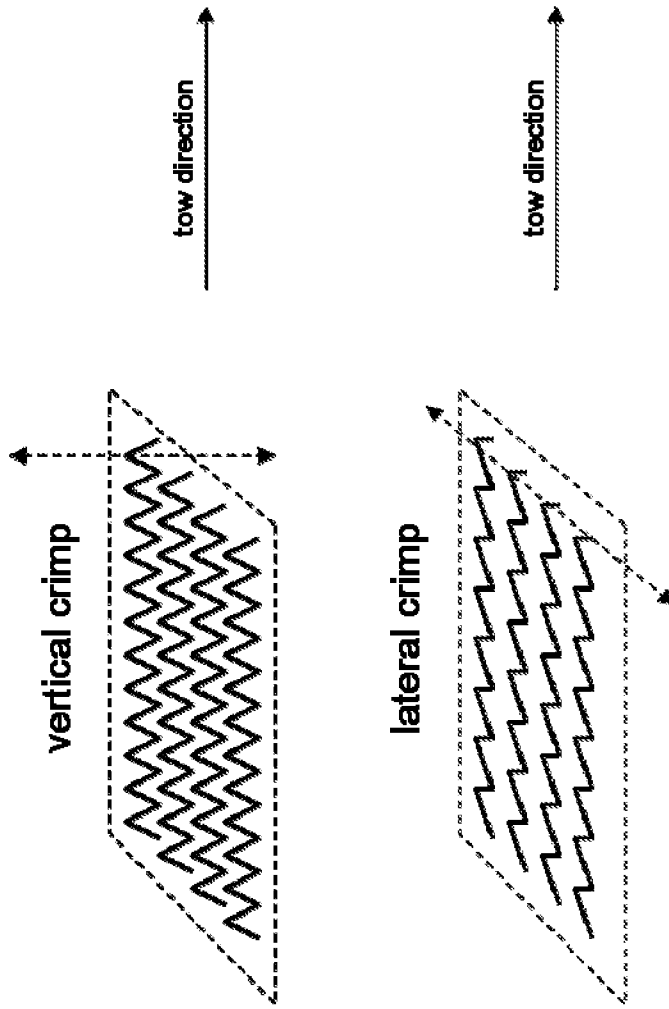 vertical crimp
tow direction
lateral crimp
tow direction